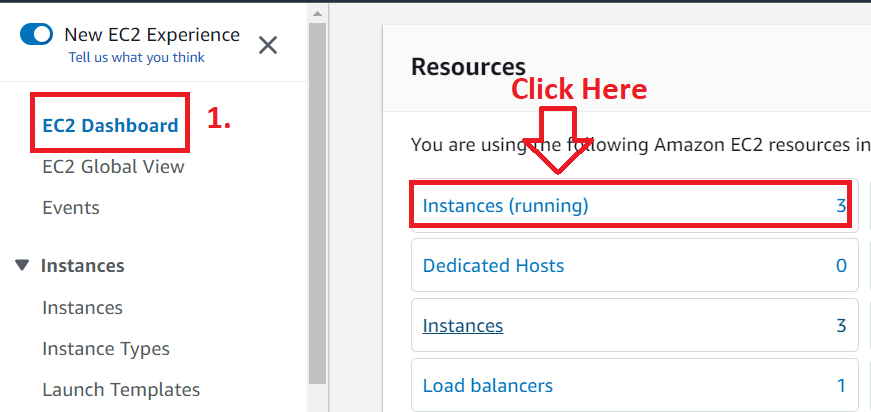 New EC2 Experience
Tell us what you think
EC2 Dashboard
1.
EC2 Global View
Events
Instances
Instances
Instance Types
Launch Templates
Resources
Click Here
You are using the following Amazon EC2 resources in
Instances (running) 3
Dedicated Hosts 0
Instances 3
Load balancers 1